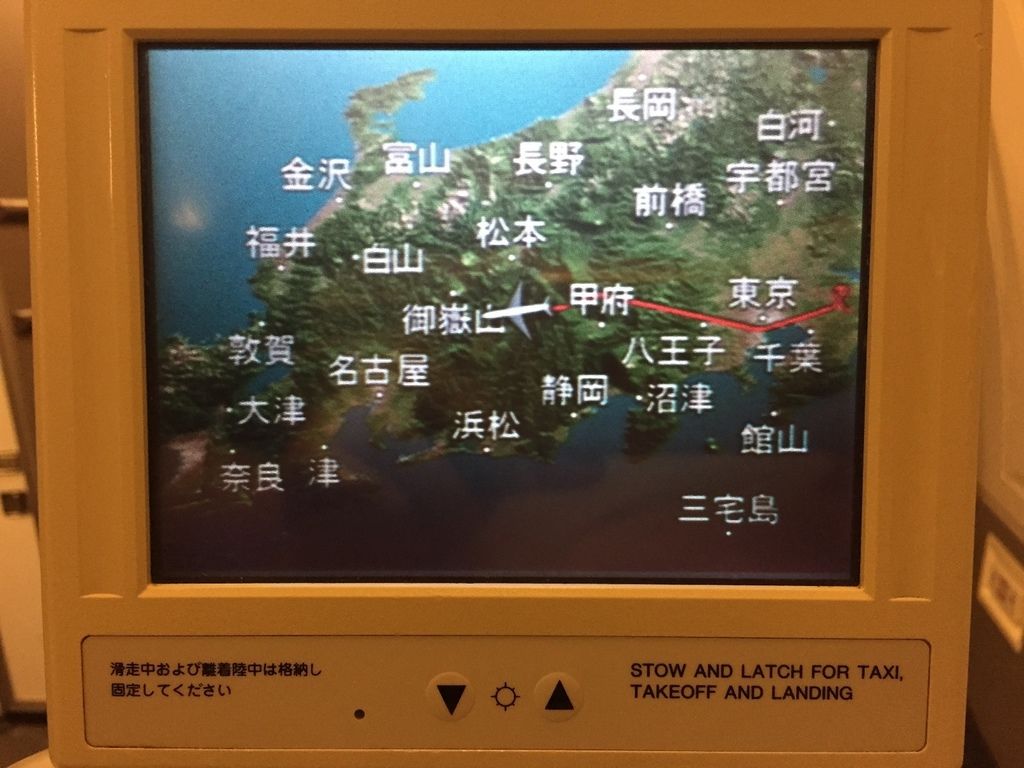 長岡
白河
金沢
富山
長野
宇都宮
前橋
福井
松本
白山
東京
甲府
御嶽山
敦賀
名古屋
八王子
千葉
静岡
沼津
大津
浜松
館山
奈良
津
三宅島
滑走中および離着陸中は格納し
固定してください
STOW AND LATCH FOR TAXI,
TAKEOFF AND LANDING